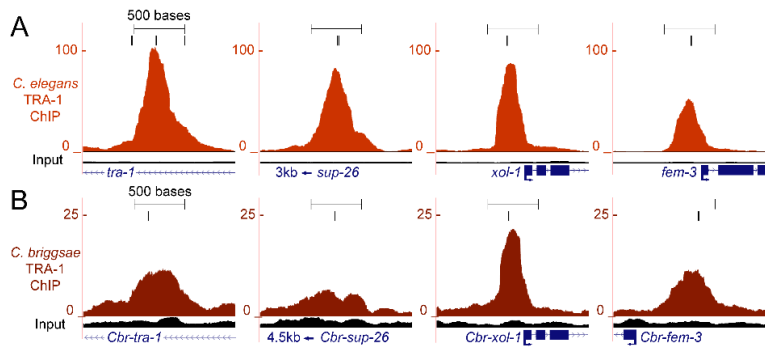 A
500 bases
100
100
100
100
C. elegans
TRA-1
ChIP
0
0
0
0
Input
tra-1
3kb ← sup-26
xol-1
fem-3
B
500 bases
25
25
25
25
C. briggsae
TRA-1
ChIP
0
0
0
0
Input
Cbr-tra-1
4.5kb ← Cbr-sup-26
Cbr-xol-1
Cbr-fem-3